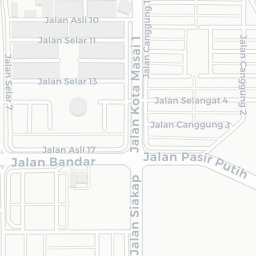 Jalan Asli 10
Jalan Selar 11
Jalan Selar 13
Jalan Selar 7
Jalan Kota Masai 1
Jalan Canggung 1
Jalan Canggung 2
Jalan Selangat 4
Jalan Canggung 3
Jalan Asli 17
Jalan Bandar
Jalan Pasir Putih
Jalan Siakap